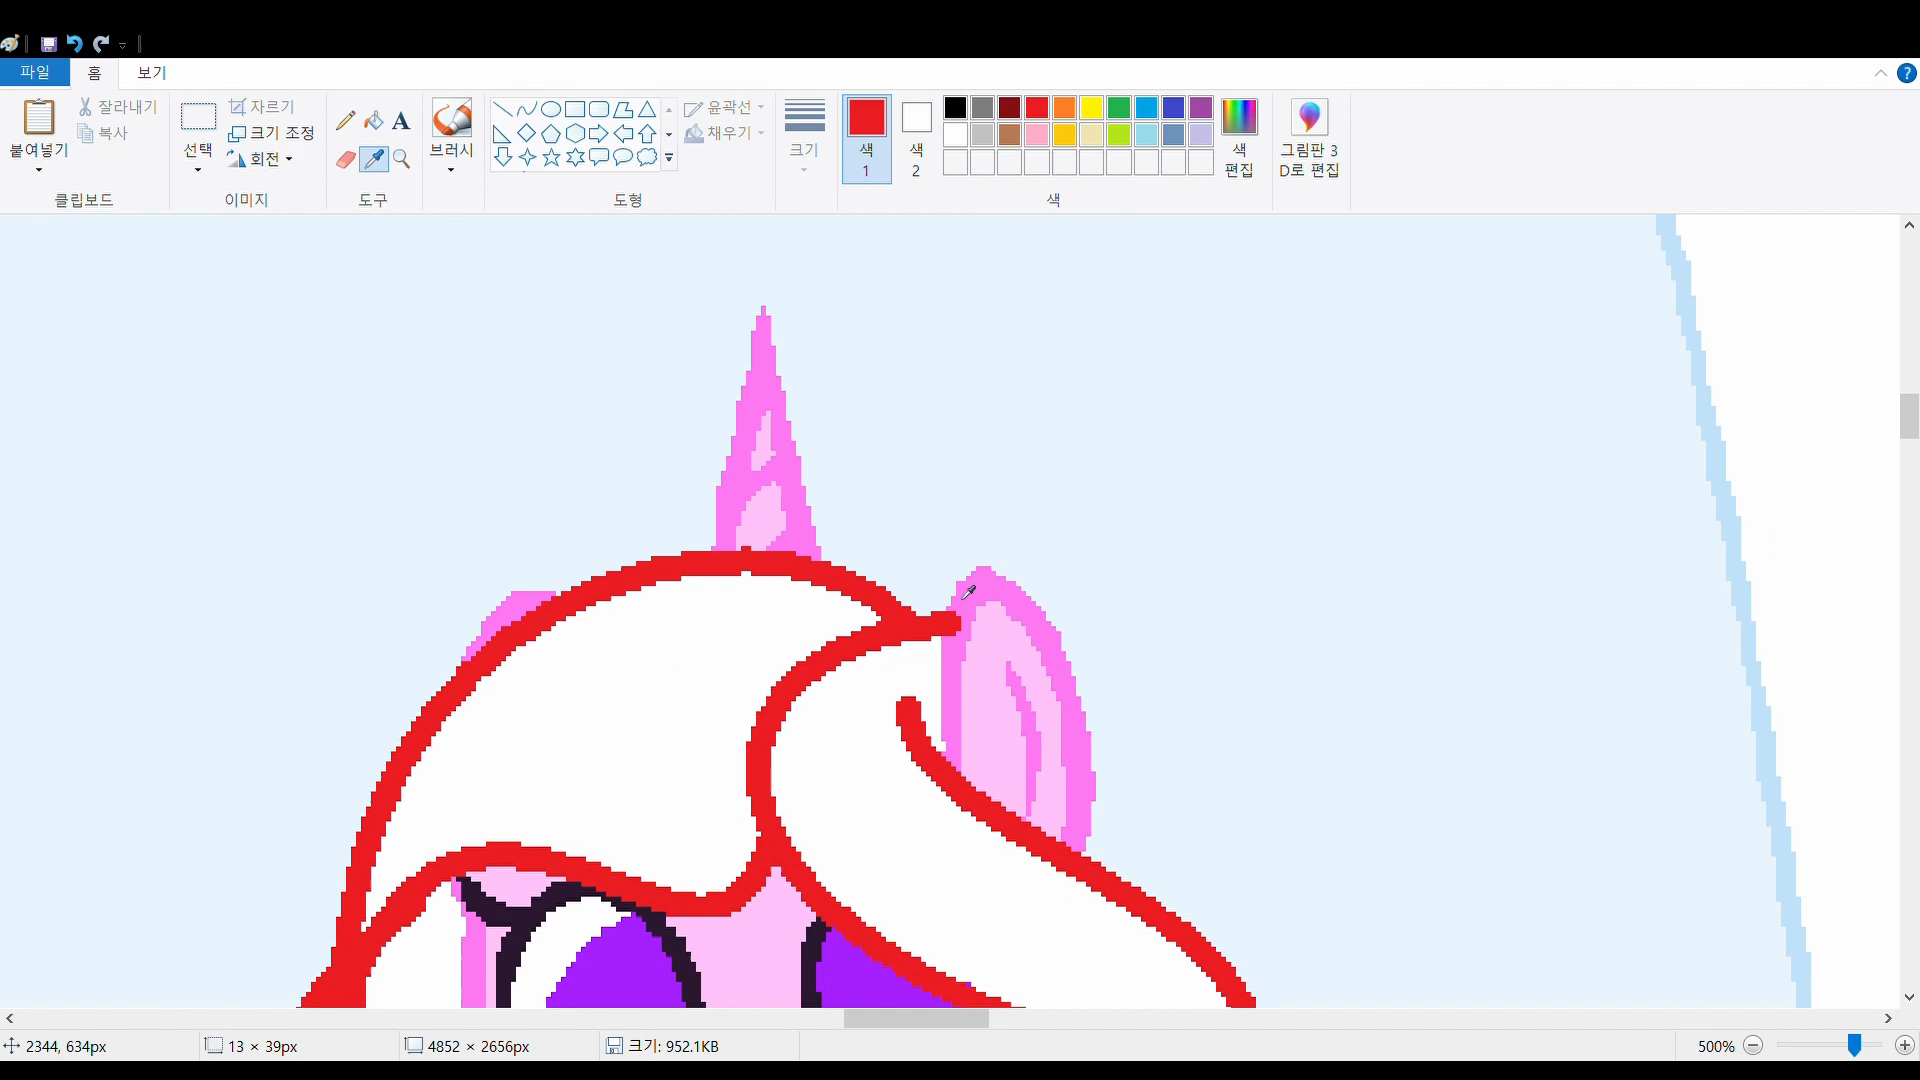 파일 홈 보기
붙여넣기
잘라내기
복사
클립보드
선택
자르기
크기 조정
회전
이미지
A
도구
브러시
윤곽선
채우기
도형
크기
색
1
색
2
색
편집
그림판 3
D로 편집
색
2344, 634px 13 × 39px 4852 × 2656px 크기: 952.1KB 500%